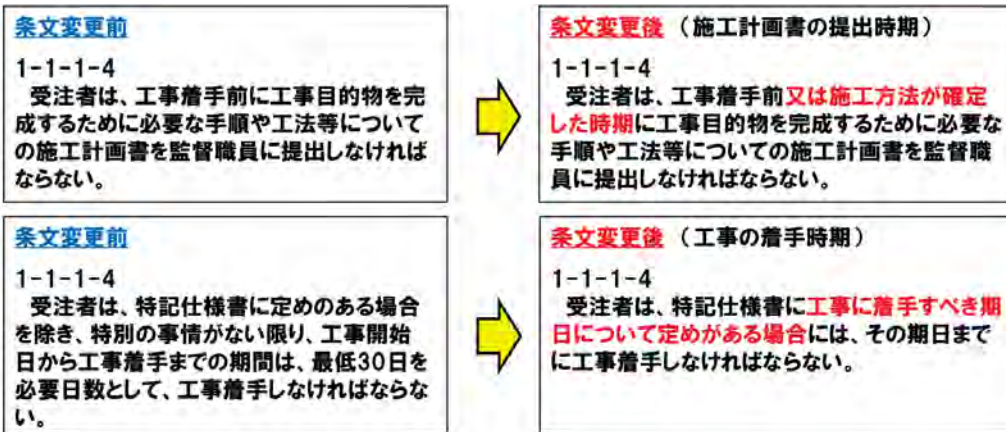 条文変更前
1-1-1-4
受注者は、工事着手前に工事目的物を完
成するために必要な手順や工法等について
の施工計画書を監督職員に提出しなければ
ならない。
条文変更後 （施工計画書の提出時期）
1-1-1-4
受注者は、工事着手前又は施工方法が確定
した時期に工事目的物を完成するために必要な
手順や工法等についての施工計画書を監督職
員に提出しなければならない。
条文変更前
1-1-1-4
受注者は、特記仕様書に定めのある場合
を除き、特別の事情がない限り、工事開始
日から工事着手までの期間は、最低30日を
必要日数として、工事着手しなければならな
い。
条文変更後 （工事の着手時期）
1-1-1-4
受注者は、特記仕様書に工事に着手すべき期
日について定めがある場合には、その期日まで
に工事着手しなければならない。